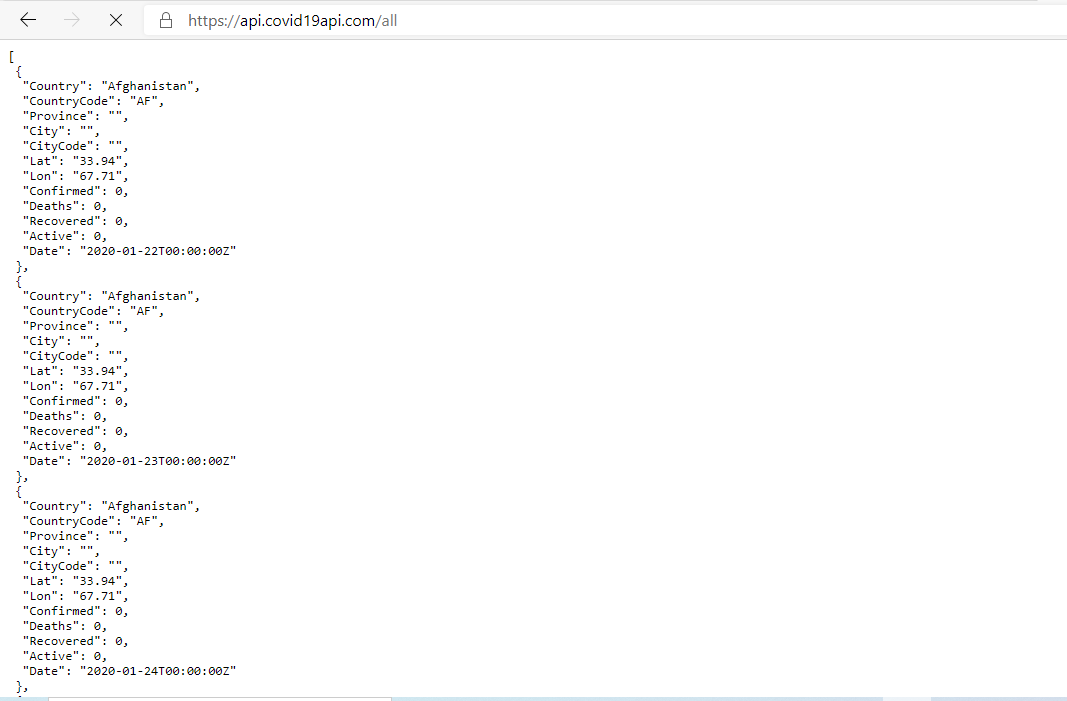 https://api.covid19api.com/all
[
{
"Country": "Afghanistan",
"CountryCode": "AF",
"Province": "",
"City": "",
"CityCode": "",
"Lat": "33.94",
"Lon": "67.71",
"Confirmed": 0,
"Deaths": 0,
"Recovered": 0,
"Active": 0,
"Date": "2020-01-22T00:00:00Z"
},
{
"Country": "Afghanistan",
"CountryCode": "AF",
"Province": "",
"City": "",
"CityCode": "",
"Lat": "33.94",
"Lon": "67.71",
"Confirmed": 0,
"Deaths": 0,
"Recovered": 0,
"Active": 0,
"Date": "2020-01-23T00:00:00Z"
},
{
"Country": "Afghanistan",
"CountryCode": "AF",
"Province": "",
"City": "",
"CityCode": "",
"Lat": "33.94",
"Lon": "67.71",
"Confirmed": 0,
"Deaths": 0,
"Recovered": 0,
"Active": 0,
"Date": "2020-01-24T00:00:00Z"
},